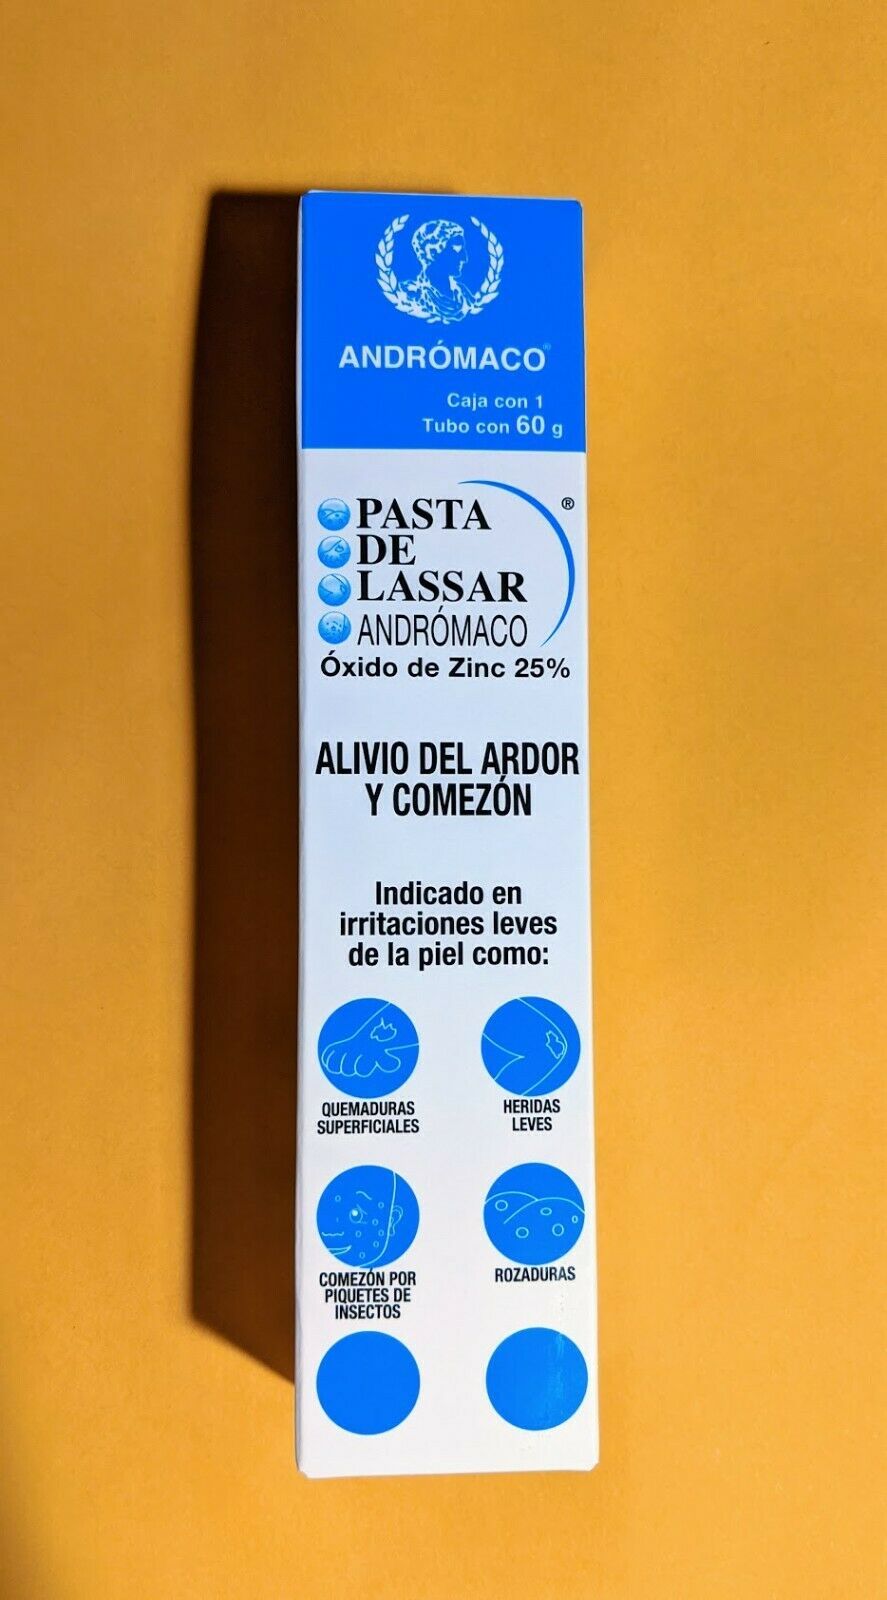 ANDRÓMACO®
Caja con 1
Tubo con 60 g
PASTA ®
DE
LASSAR
ANDRÓMACO
Óxido de Zinc 25%
ALIVIO DEL ARDOR
Y COMEZÓN
Indicado en
irritaciones leves
de la piel como:
QUEMADURAS
SUPERFICIALES
HERIDAS
LEVES
COMEZÓN POR
PIQUETES DE
INSECTOS
ROZADURAS